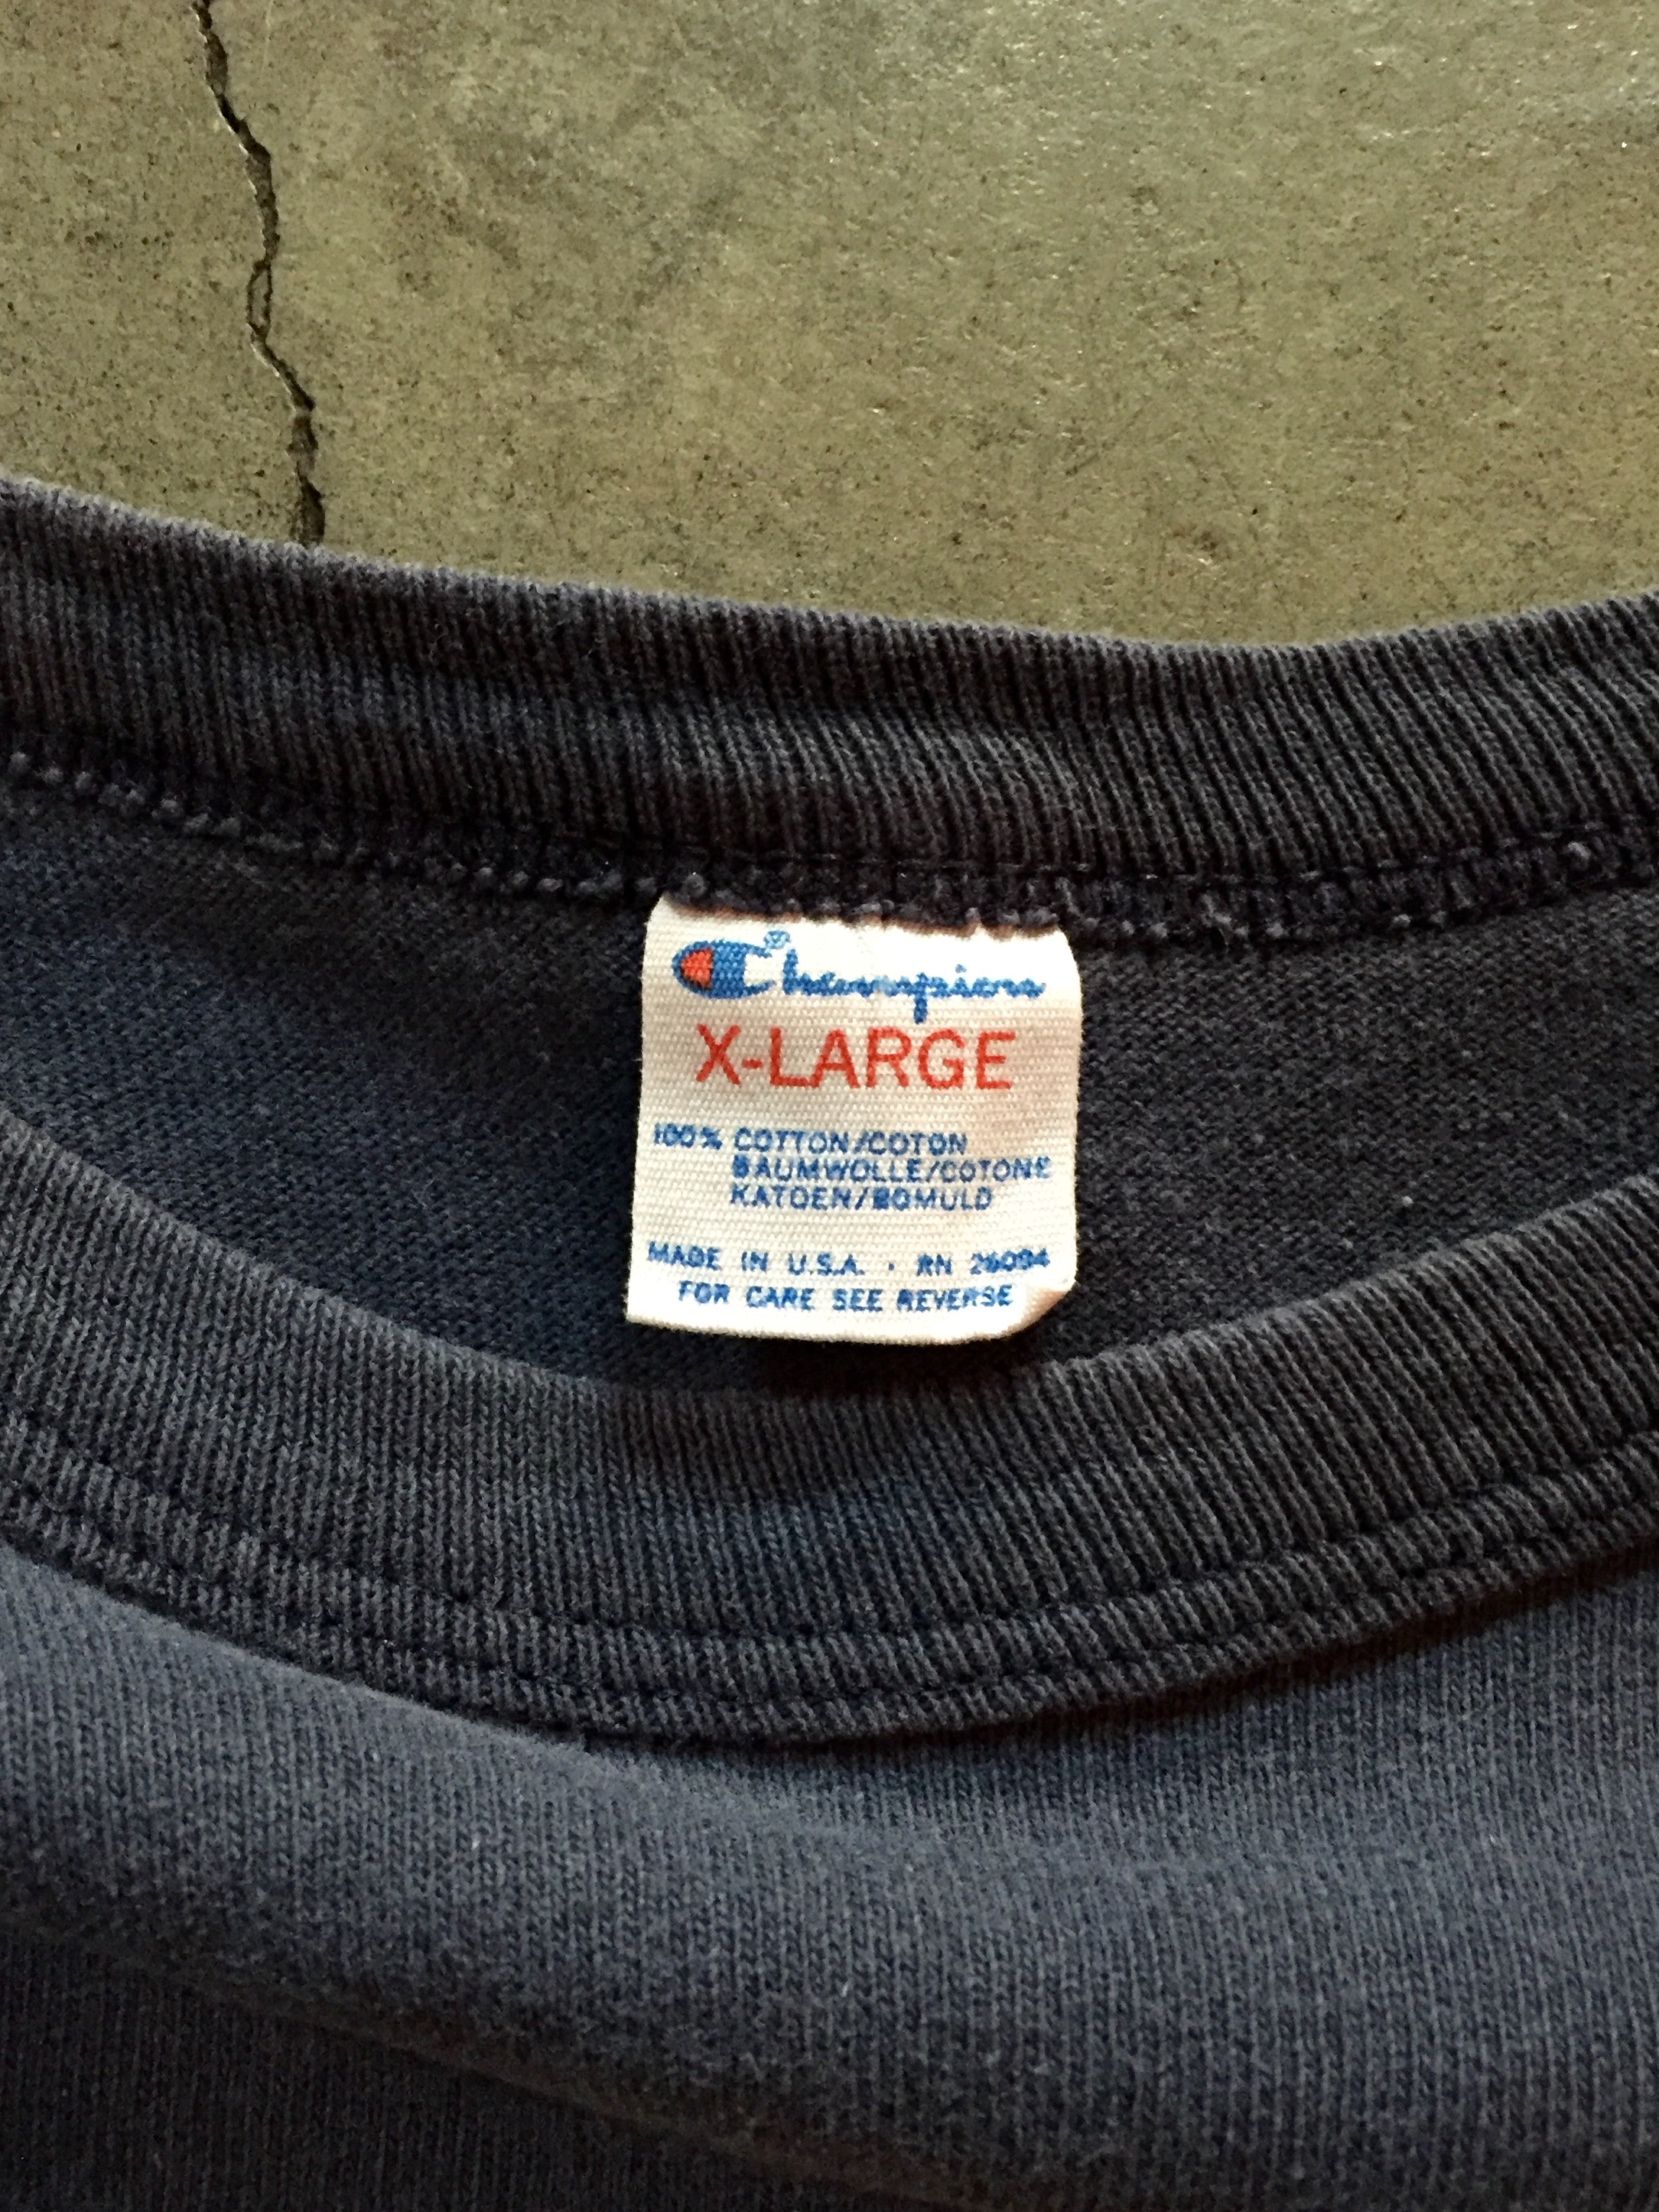 Champion®
X-LARGE
100% COTTON/COTON
BAUMWOLLE/COTONE
KATOEN/BOMULD
MADE IN U.S.A. · RN 26094
FOR CARE SEE REVERSE